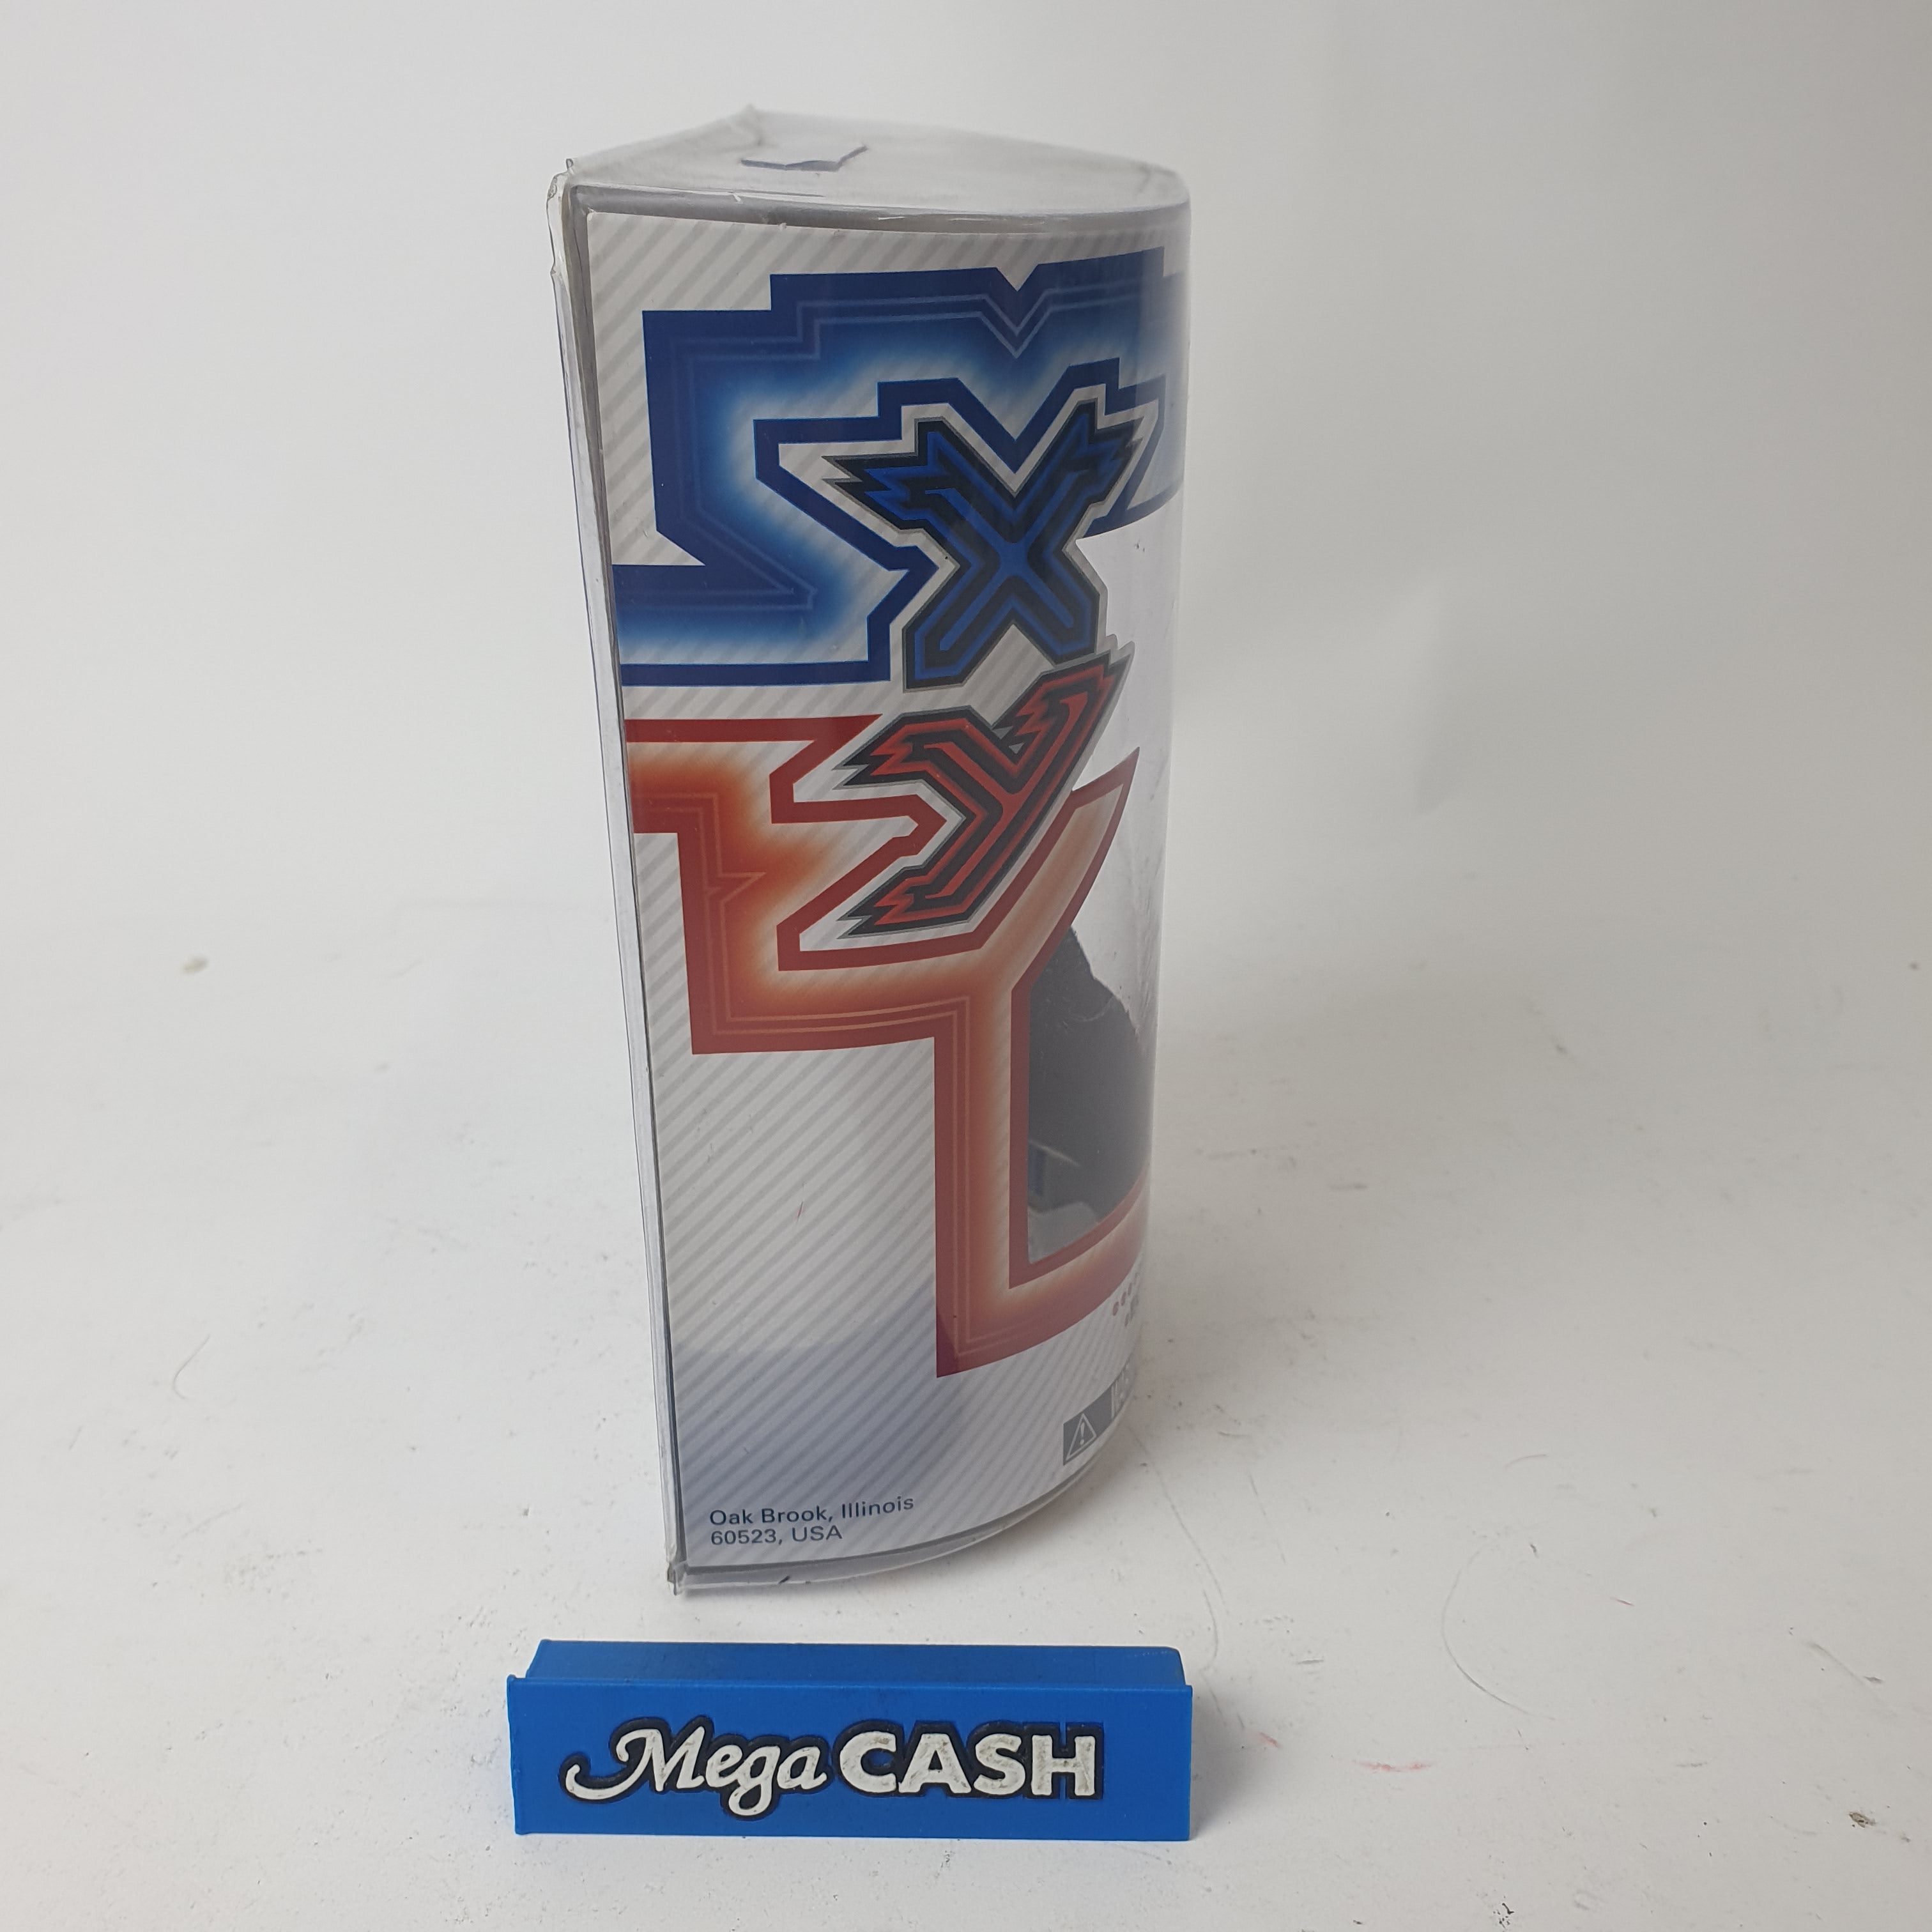 X
Y
Oak Brook, Illinois
60523, USA
Mega CASH